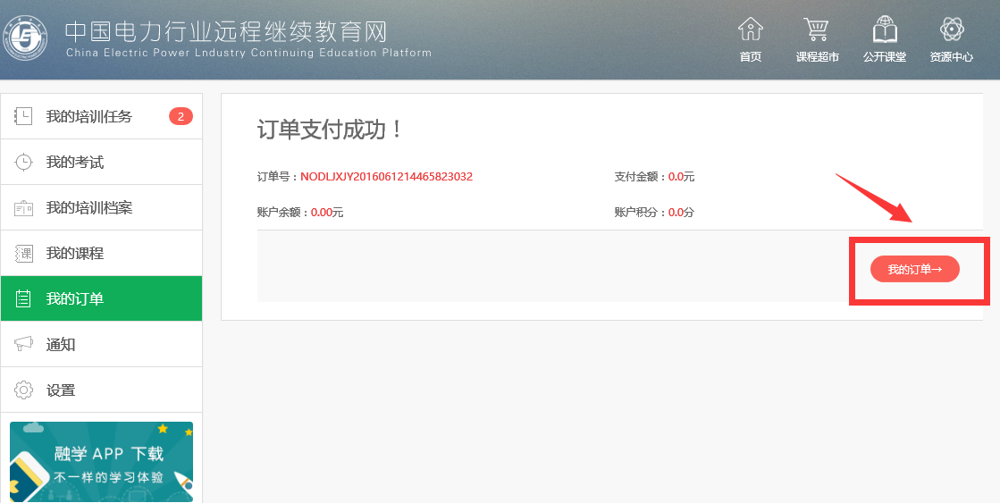 中国电力行业远程继续教育网
China Electric Power Lndustry Continuing Education Platform
首页
课程超市
公开课堂
资源中心
我的培训任务 2
我的考试
我的培训档案
课 我的课程
我的订单
通知
设置
融学 APP 下载
不一样的学习体验
订单支付成功！
订单号：NODLJXJY2016061214465823032
支付金额：0.0元
账户余额：0.00元
账户积分：0.0分
我的订单→